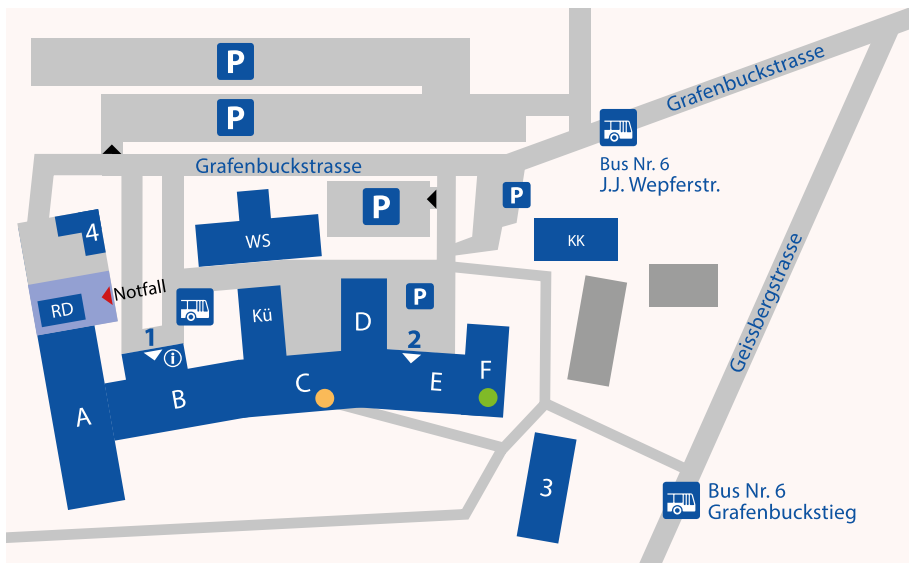 P
P
Grafenbuckstrasse
Bus Nr. 6
J.J. Wepferstr.
Grafenbuckstrasse
P
P
4
WS
KK
Notfall
RD
P
Kü
D
Geissbergstrasse
1
i
2
A
B
C
E
F
3
Bus Nr. 6
Grafenbuckstieg